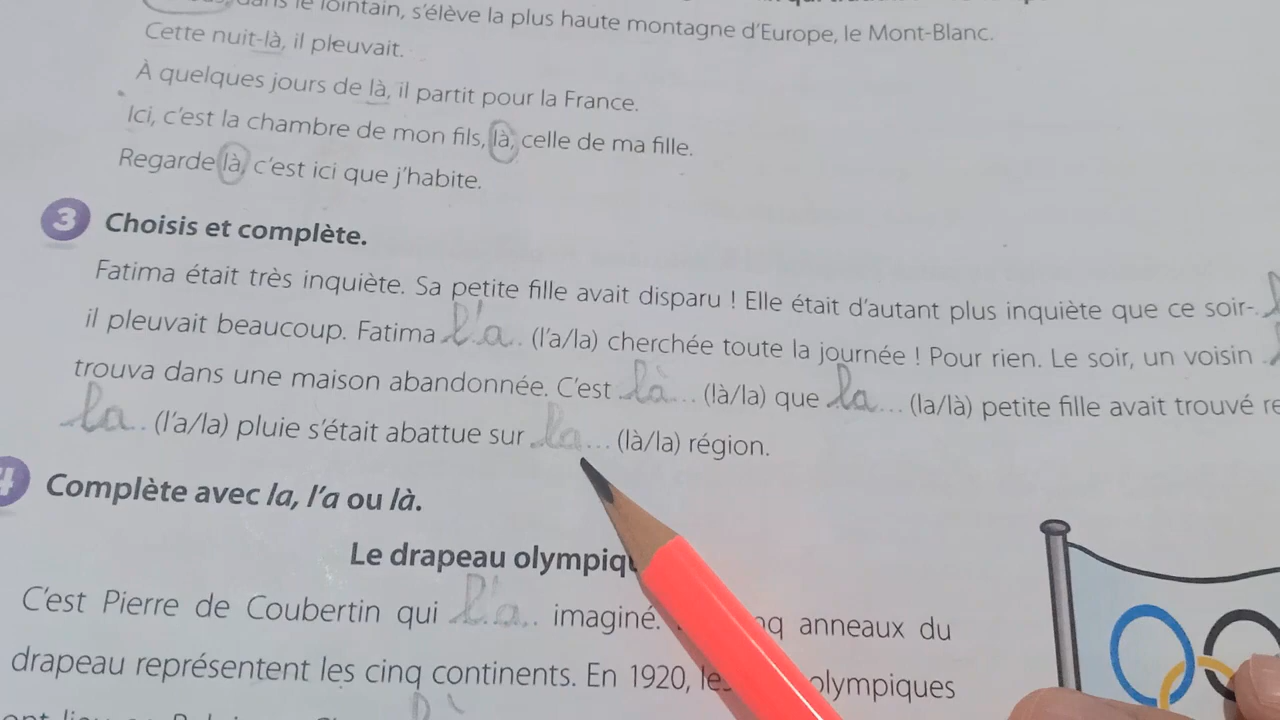 dans le lointain, s'élève la plus haute montagne d'Europe, le Mont-Blanc.
Cette nuit-là, il pleuvait.
À quelques jours de là, il partit pour la France.
Ici, c'est la chambre de mon fils, là, celle de ma fille.
Regarde là, c'est ici que j'habite.
3 Choisis et complète.
Fatima était très inquiète. Sa petite fille avait disparu ! Elle était d'autant plus inquiète que ce soir-
il pleuvait beaucoup. Fatima l'a (l'a/la) cherchée toute la journée ! Pour rien. Le soir, un voisin
trouva dans une maison abandonnée. C'est là ... (là/la) que la ... (la/là) petite fille avait trouvé
la .. (l'a/la) pluie s'était abattue sur la ... (là/la) région.
4 Complète avec la, l'a ou là.
Le drapeau olympiqu
C'est Pierre de Coubertin qui l'a .. imaginé. anneaux du
drapeau représentent les cinq continents. En 1920, olympiques